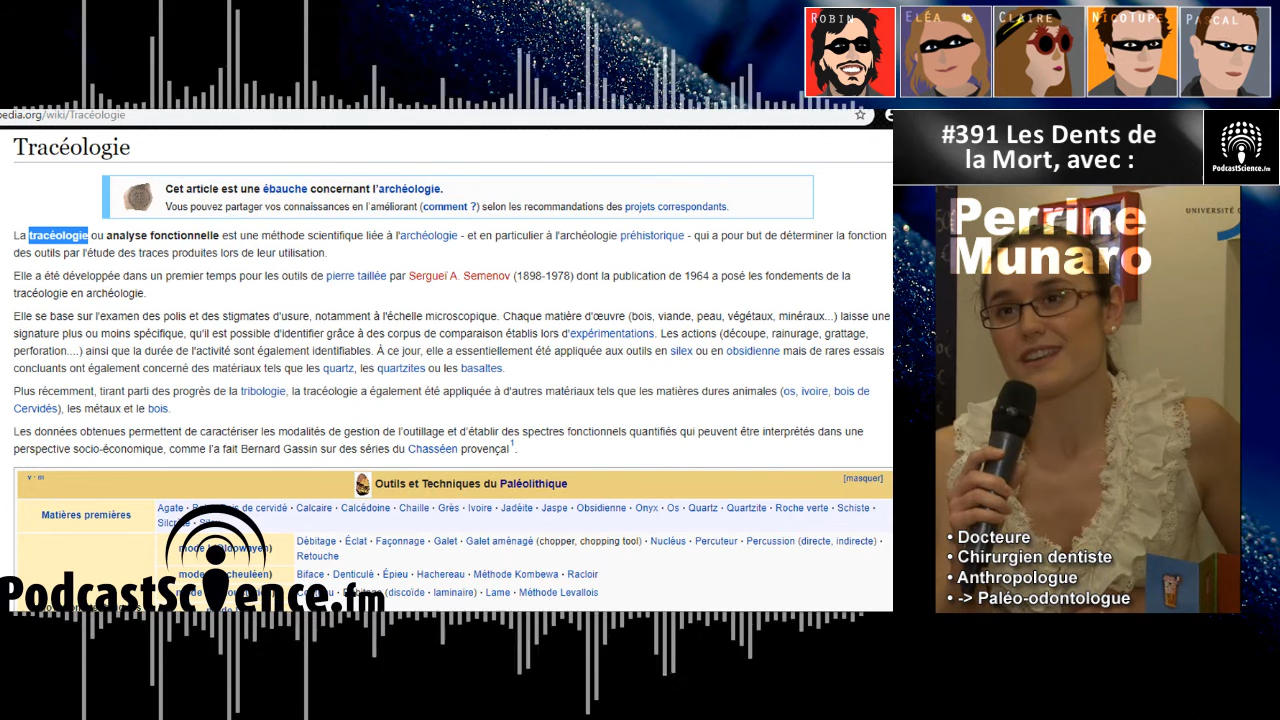 ROBIN
ELÉA
CLAIRE
NICOTUPE
PASCAL
pedia.org/wiki/Tracéologie
#391 Les Dents de
la Mort, avec :
PodcastScience.fm
Tracéologie
Cet article est une ébauche concernant l'archéologie.
Vous pouvez partager vos connaissances en l'améliorant (comment ?) selon les recommandations des projets correspondants.
La tracéologie ou analyse fonctionnelle est une méthode scientifique liée à l'archéologie - et en particulier à l'archéologie préhistorique - qui a pour but de déterminer la fonction
des outils par l'étude des traces produites lors de leur utilisation.
Elle a été développée dans un premier temps pour les outils de pierre taillée par Sergueï A. Semenov (1898-1978) dont la publication de 1964 a posé les fondements de la
tracéologie en archéologie.
Elle se base sur l'examen des polis et des stigmates d'usure, notamment à l'échelle microscopique. Chaque matière d'œuvre (bois, viande, peau, végétaux, minéraux...) laisse une
signature plus ou moins spécifique, qu'il est possible d'identifier grâce à des corpus de comparaison établis lors d'expérimentations. Les actions (découpe, rainurage, grattage,
perforation....) ainsi que la durée de l'activité sont également identifiables. À ce jour, elle a essentiellement été appliquée aux outils en silex ou en obsidienne mais de rares essais
concluants ont également concerné des matériaux tels que les quartz, les quartzites ou les basaltes.
Plus récemment, tirant parti des progrès de la tribologie, la tracéologie a également été appliquée à d'autres matériaux tels que les matières dures animales (os, ivoire, bois de
Cervidés), les métaux et le bois.
Les données obtenues permettent de caractériser les modalités de gestion de l'outillage et d'établir des spectres fonctionnels quantifiés qui peuvent être interprétés dans une
perspective socio-économique, comme l'a fait Bernard Gassin sur des séries du Chasséen provençal1.
v · m
Outils et Techniques du Paléolithique
[masquer]
Matières premières
Agate · de cervidé · Calcaire · Calcédoine · Chaille · Grès · Ivoire · Jadéite · Jaspe · Obsidienne · Onyx · Os · Quartz · Quartzite · Roche verte · Schiste ·
Débitage · Éclat · Façonnage · Galet · Galet aménagé (chopper, chopping tool) · Nucléus · Percuteur · Percussion (directe, indirecte) ·
Retouche
Biface · Denticulé · Épieu · Hachereau · Méthode Kombewa · Racloir
(discoïde · laminaire) · Lame · Méthode Levallois
PodcastScience.fm
Perrine
Munaro
UNIVERSITÉ
• Docteure
• Chirurgien dentiste
• Anthropologue
• -> Paléo-odontologue